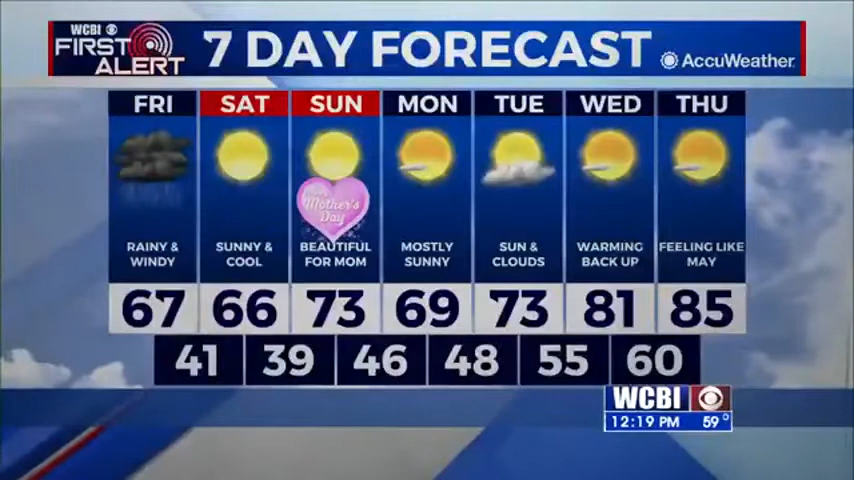 WCBI
FIRST
ALERT
7 DAY FORECAST
AccuWeather
FRI SAT SUN MON TUE WED THU
Mother's
Day
RAINY & WINDY
SUNNY & COOL
BEAUTIFUL FOR MOM
MOSTLY SUNNY
SUN & CLOUDS
WARMING BACK UP
FEELING LIKE MAY
67 66 73 69 73 81 85
41 39 46 48 55 60
WCBI
12:19 PM 59°